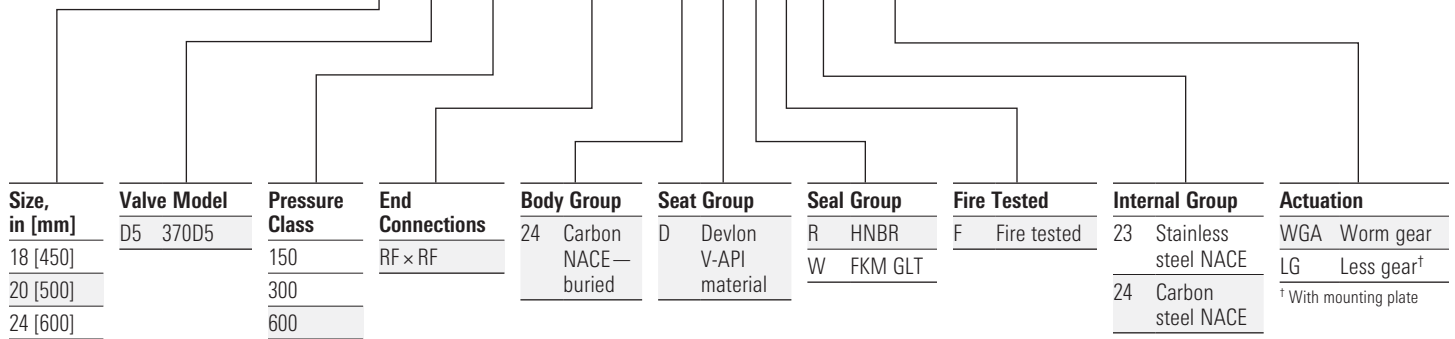 Size,
in [mm]
18 [450]
20 [500]
24 [600]
Valve Model
D5 370D5
Pressure
Class
150
300
600
End
Connections
RF × RF
Body Group
24 Carbon
NACE—
buried
Seat Group
D Devlon
V-API
material
Seal Group
R HNBR
W FKM GLT
Fire Tested
F Fire tested
Internal Group
23 Stainless
steel NACE
24 Carbon
steel NACE
Actuation
WGA Worm gear
LG Less gear†
† With mounting plate